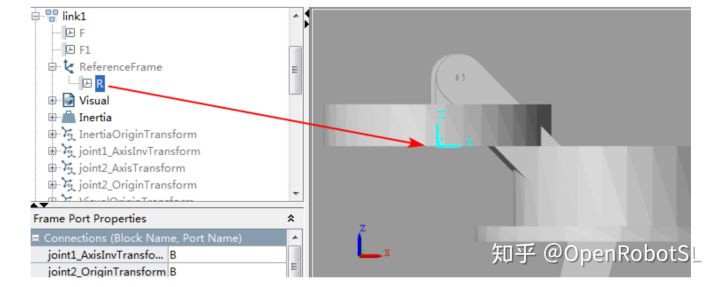 link1
F
F1
ReferenceFrame
R
Visual
Inertia
InertiaOriginTransform
joint1_AxisInvTransform
joint2_AxisTransform
joint2_OriginTransform
VisualOriginTransform
Frame Port Properties
Connections (Block Name, Port Name)
joint1_AxisInvTransfo... B
joint2_OriginTransform B
Z
Z
X
知乎 @OpenRobotSL